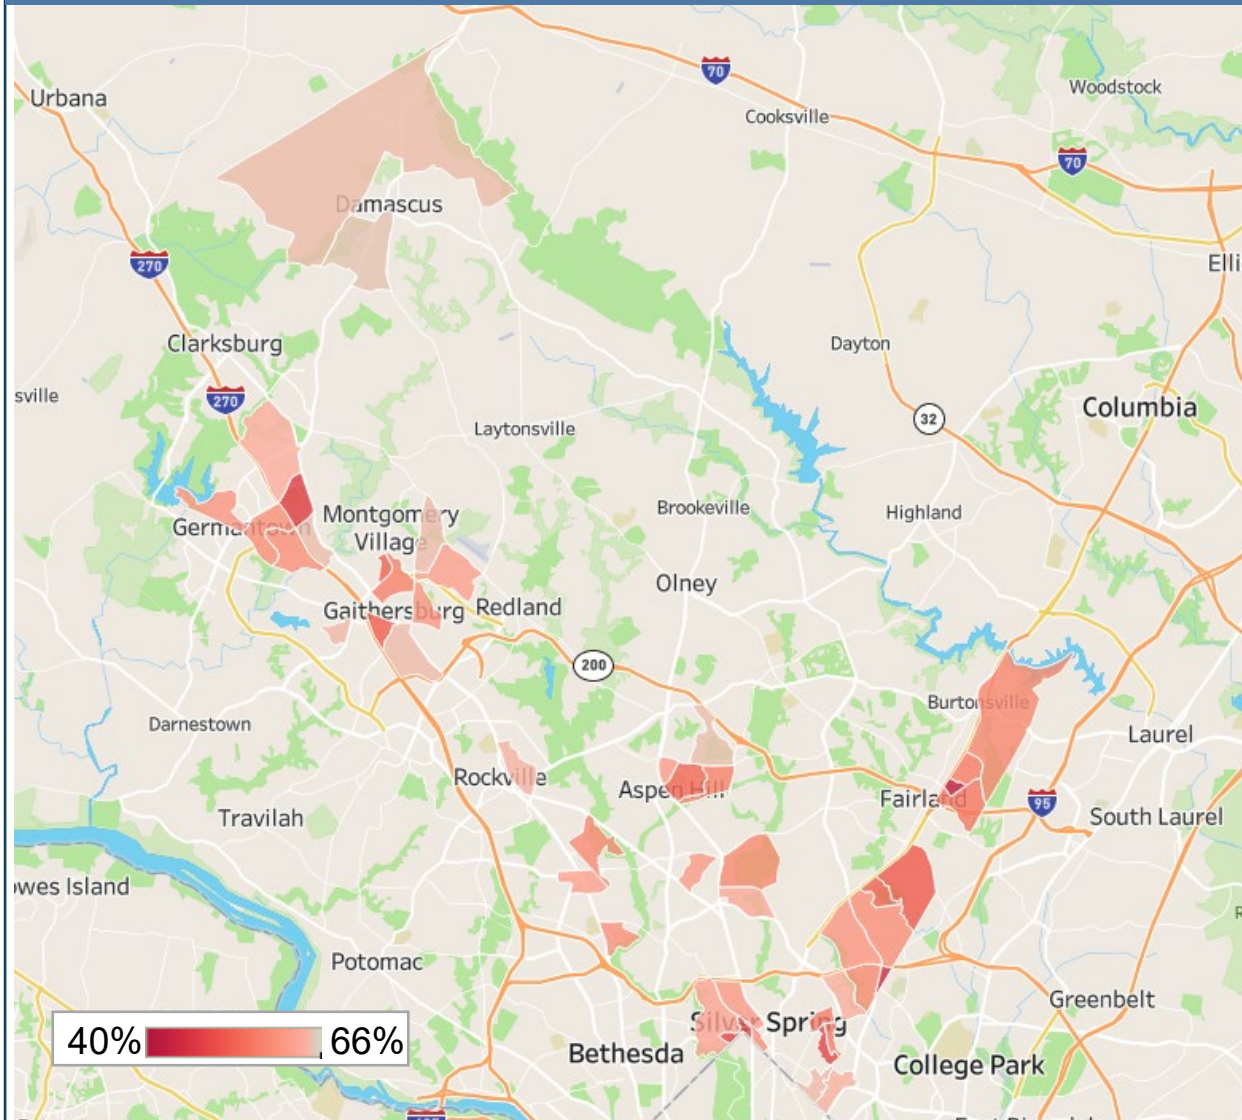 70
Woodstock
Urbana
Cooksville
70
Damascus
270
Elli
Clarksburg
Dayton
270
sville
Columbia
32
Laytonsville
Brookeville
Highland
Montgomery
Village
Germantown
Olney
Gaithersburg
Redland
200
Burtonsville
Darnestown
Laurel
Rockville
Aspen Hill
Fairland
95
Travilah
South Laurel
owes Island
Potomac
Greenbelt
40%
66%
Silver Spring
Bethesda
College Park